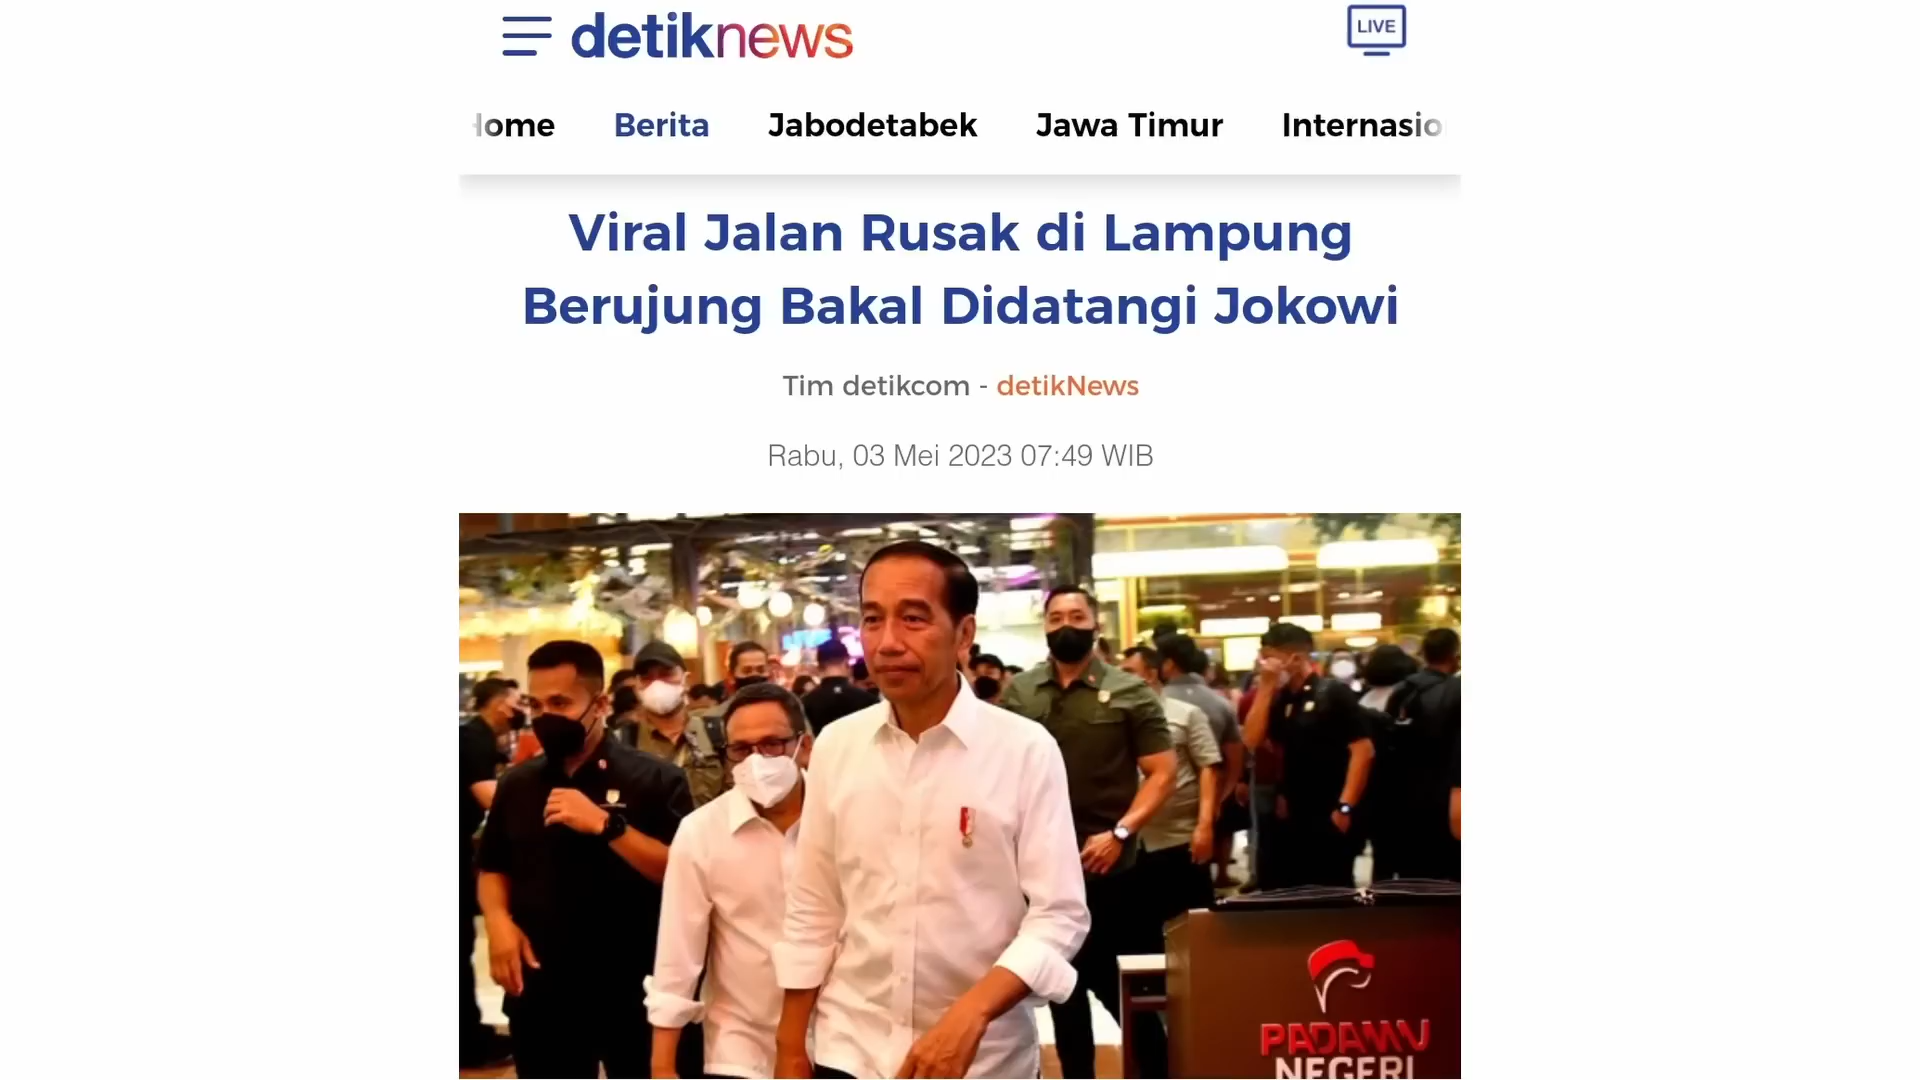 detiknews
LIVE
Home Berita Jabodetabek Jawa Timur Internasio
Viral Jalan Rusak di Lampung
Berujung Bakal Didatangi Jokowi
Tim detikcom - detikNews
Rabu, 03 Mei 2023 07:49 WIB
PADAMU
NEGERI